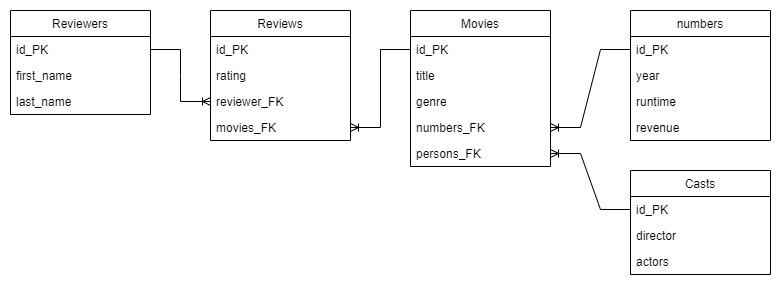 Reviewers
id_PK
first_name
last_name
Reviews
id_PK
rating
reviewer_FK
movies_FK
Movies
id_PK
title
genre
numbers_FK
persons_FK
numbers
id_PK
year
runtime
revenue
Casts
id_PK
director
actors